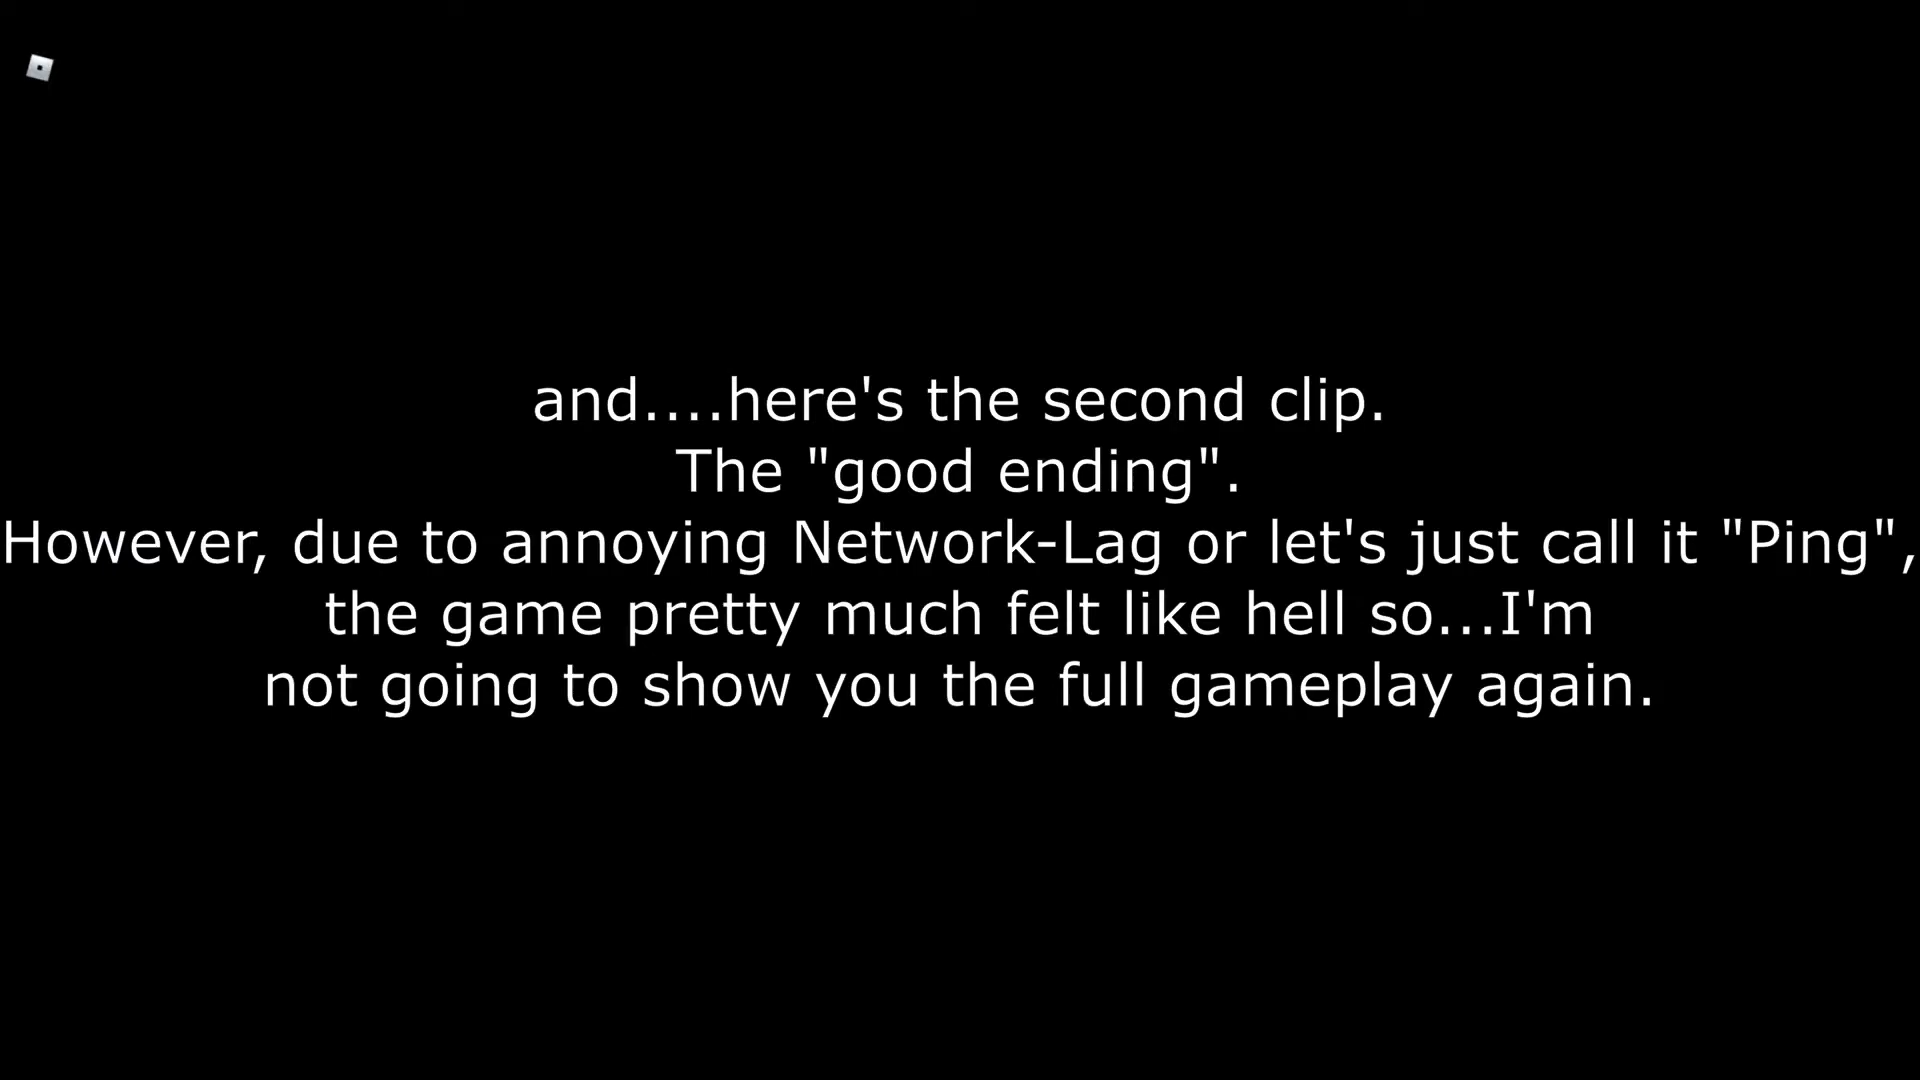 and....here's the second clip.
The "good ending".
However, due to annoying Network-Lag or let's just call it "Ping",
the game pretty much felt like hell so...I'm
not going to show you the full gameplay again.